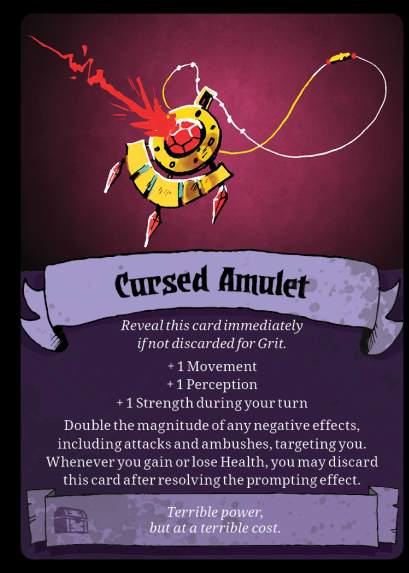 Cursed Amulet
Reveal this card immediately
if not discarded for Grit.
+1 Movement
+1 Perception
+1 Strength during your turn
Double the magnitude of any negative effects,
including attacks and ambushes, targeting you.
Whenever you gain or lose Health, you may discard
this card after resolving the prompting effect.
Terrible power,
but at a terrible cost.